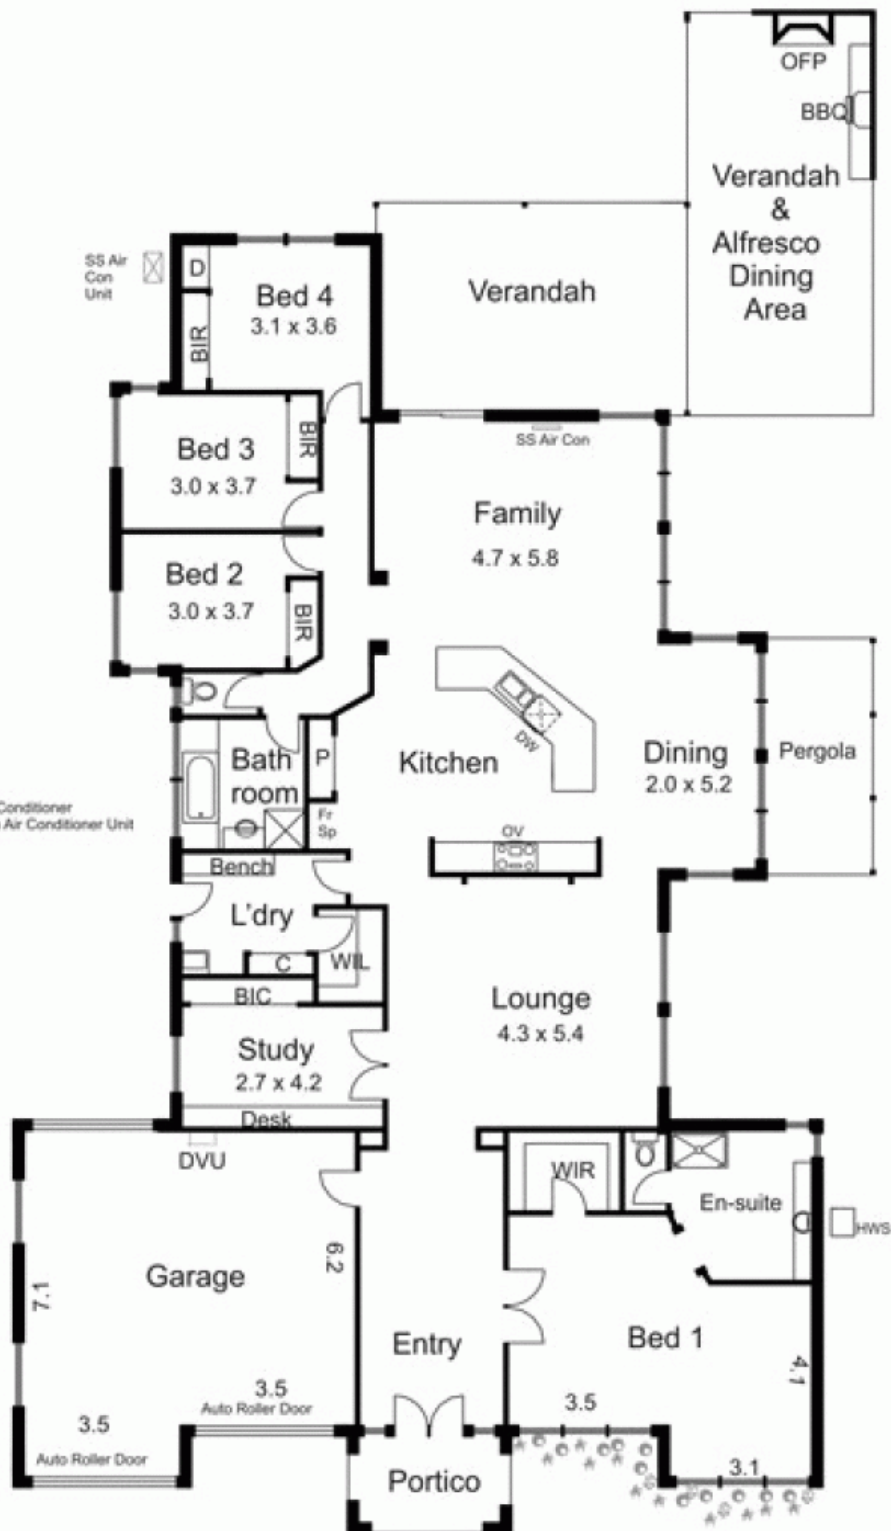 OFP
BBQ
Verandah
&
Alfresco
Dining
Area
SS Air
Con
Unit
D
Bed 4
3.1 x 3.6
BIR
Verandah
SS Air Con
Bed 3
3.0 x 3.7
BIR
Family
4.7 x 5.8
Bed 2
3.0 x 3.7
BIR
DW
Kitchen
Dining
2.0 x 5.2
Pergola
Bath
room
P
Fr
Sp
Conditioner
Air Conditioner Unit
OV
Bench
L'dry
C
WIL
BIC
Lounge
4.3 x 5.4
Study
2.7 x 4.2
Desk
DVU
WIR
En-suite
HWS
Garage
7.1
6.2
Entry
Bed 1
4.1
3.5
Auto Roller Door
3.5
Auto Roller Door
3.5
3.1
Portico